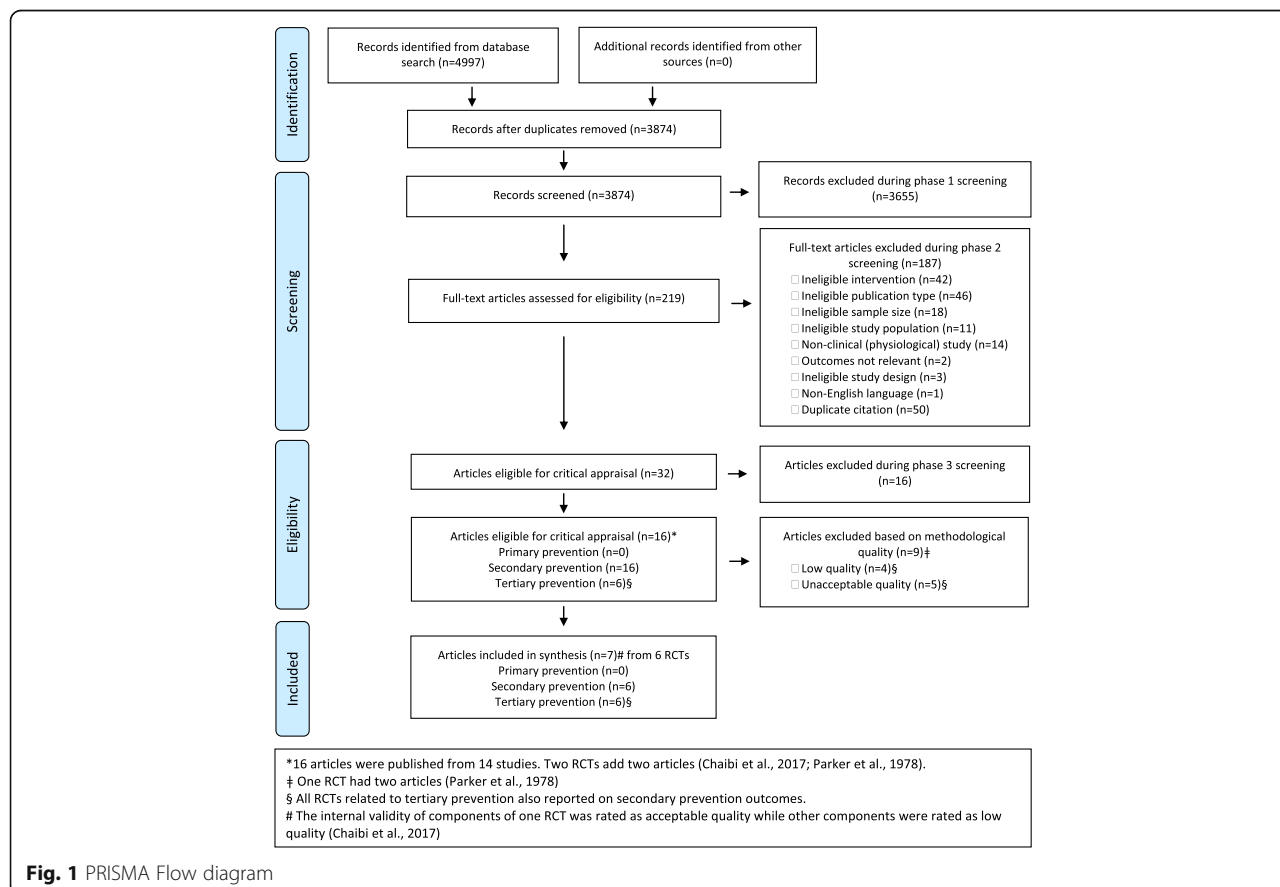 Identification
Records identified from database
search (n=4997)
Additional records identified from other
sources (n=0)
Records after duplicates removed (n=3874)
Screening
Records screened (n=3874)
Records excluded during phase 1 screening
(n=3655)
Full-text articles assessed for eligibility (n=219)
Full-text articles excluded during phase 2
screening (n=187)
□ Ineligible intervention (n=42)
□ Ineligible publication type (n=46)
□ Ineligible sample size (n=18)
□ Ineligible study population (n=11)
□ Non-clinical (physiological) study (n=14)
□ Outcomes not relevant (n=2)
□ Ineligible study design (n=3)
□ Non-English language (n=1)
□ Duplicate citation (n=50)
Eligibility
Articles eligible for critical appraisal (n=32)
Articles excluded during phase 3 screening
(n=16)
Articles eligible for critical appraisal (n=16)*
Primary prevention (n=0)
Secondary prevention (n=16)
Tertiary prevention (n=6)§
Articles excluded based on methodological
quality (n=9)ǂ
□ Low quality (n=4)§
□ Unacceptable quality (n=5)§
Included
Articles included in synthesis (n=7)# from 6 RCTs
Primary prevention (n=0)
Secondary prevention (n=6)
Tertiary prevention (n=6)§
*16 articles were published from 14 studies. Two RCTs add two articles (Chaibi et al., 2017; Parker et al., 1978).
ǂ One RCT had two articles (Parker et al., 1978)
§ All RCTs related to tertiary prevention also reported on secondary prevention outcomes.
# The internal validity of components of one RCT was rated as acceptable quality while other components were rated as low
quality (Chaibi et al., 2017)
Fig. 1 PRISMA Flow diagram